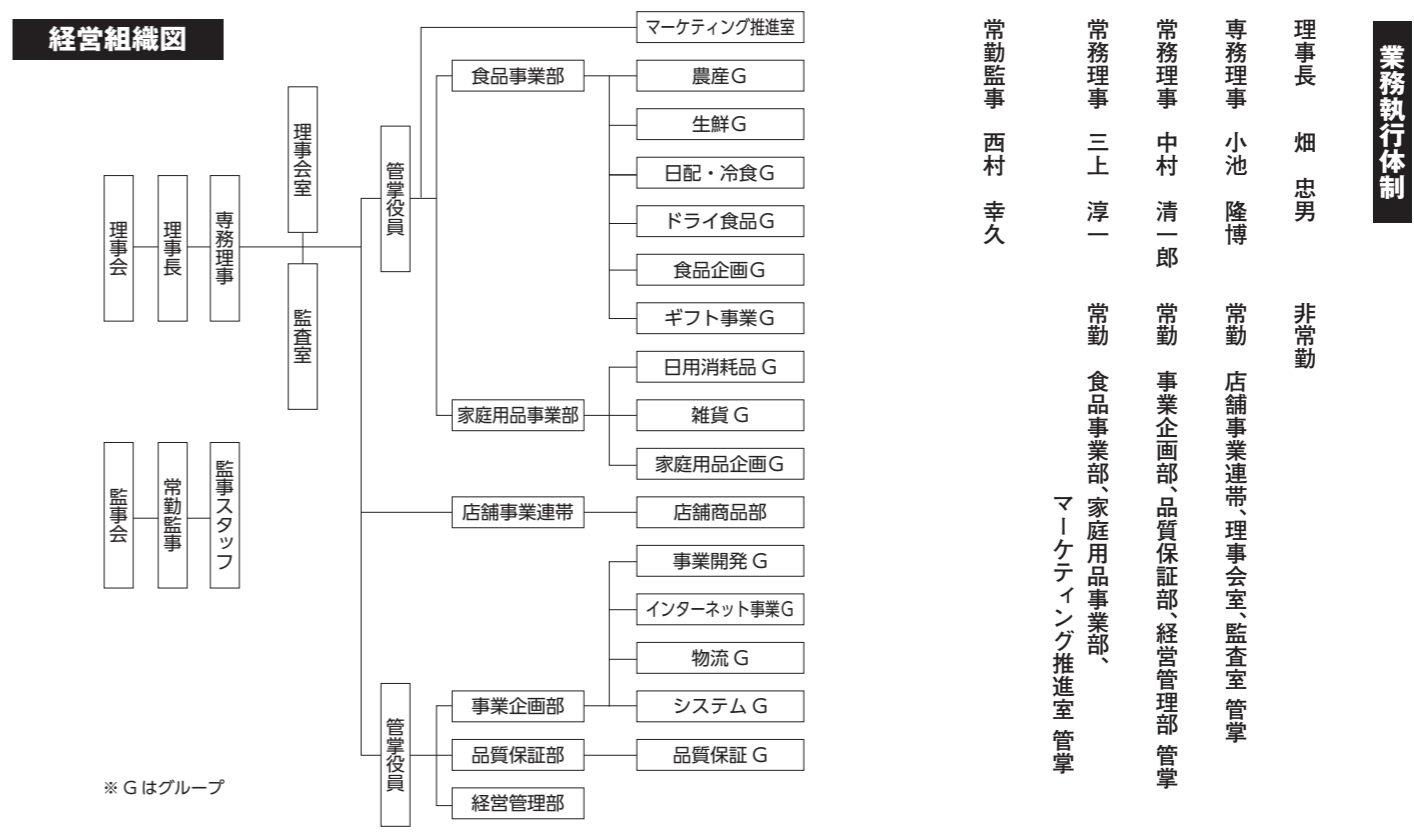 経営組織図
理事会
理事長
専務理事
理事会室
監査室
管掌役員
マーケティング推進室
食品事業部
農産G
生鮮G
日配・冷食G
ドライ食品G
食品企画G
ギフト事業G
家庭用品事業部
日用消耗品 G
雑貨 G
家庭用品企画G
店舗事業連帯
店舗商品部
管掌役員
事業企画部
事業開発 G
インターネット事業G
物流 G
システム G
品質保証部
品質保証 G
経営管理部
監事会
常勤監事
監事スタッフ
※ G はグループ
業務執行体制
理事長 畑 忠男 非常勤
専務理事 小池 隆博 常勤 店舗事業連帯、理事会室、監査室 管掌
常務理事 中村 清一郎 常勤 事業企画部、品質保証部、経営管理部 管掌
常務理事 三上 淳一 常勤 食品事業部、家庭用品事業部、
マーケティング推進室 管掌
常勤監事 西村 幸久